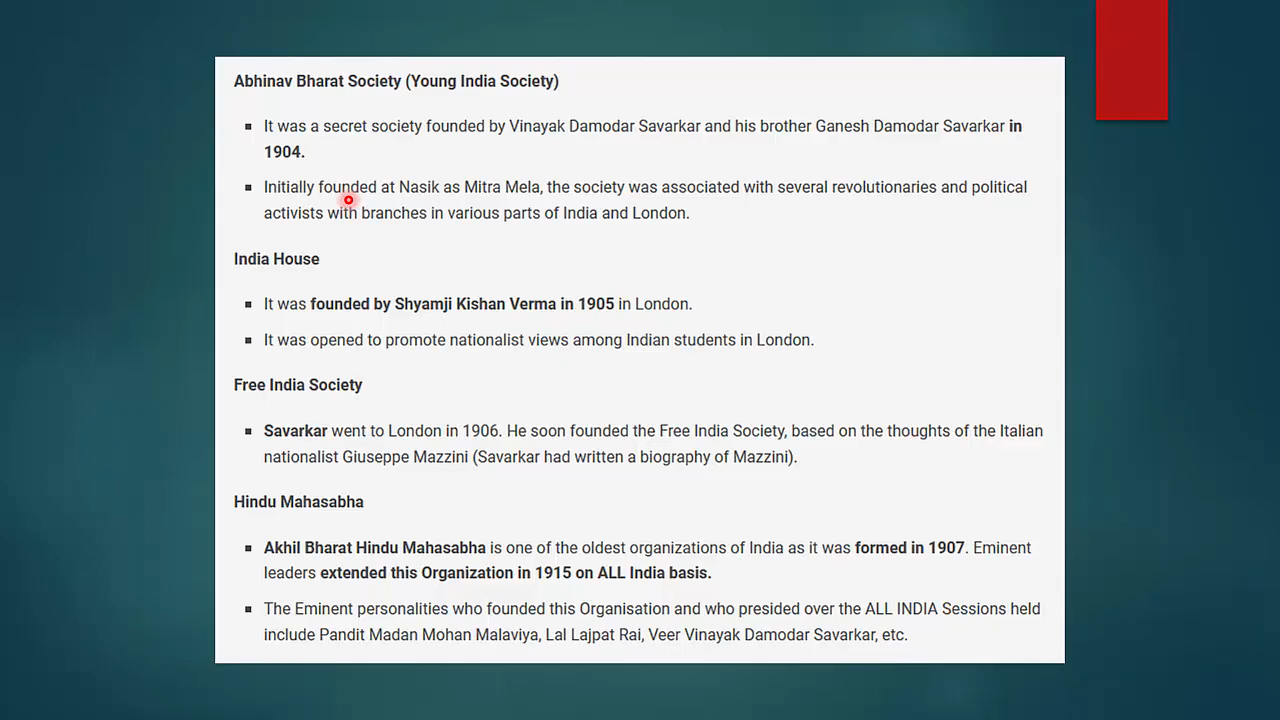 Abhinav Bharat Society (Young India Society)
It was a secret society founded by Vinayak Damodar Savarkar and his brother Ganesh Damodar Savarkar in
1904.
Initially founded at Nasik as Mitra Mela, the society was associated with several revolutionaries and political
activists with branches in various parts of India and London.
India House
It was founded by Shyamji Kishan Verma in 1905 in London.
It was opened to promote nationalist views among Indian students in London.
Free India Society
Savarkar went to London in 1906. He soon founded the Free India Society, based on the thoughts of the Italian
nationalist Giuseppe Mazzini (Savarkar had written a biography of Mazzini).
Hindu Mahasabha
Akhil Bharat Hindu Mahasabha is one of the oldest organizations of India as it was formed in 1907. Eminent
leaders extended this Organization in 1915 on ALL India basis.
The Eminent personalities who founded this Organisation and who presided over the ALL INDIA Sessions held
include Pandit Madan Mohan Malaviya, Lal Lajpat Rai, Veer Vinayak Damodar Savarkar, etc.